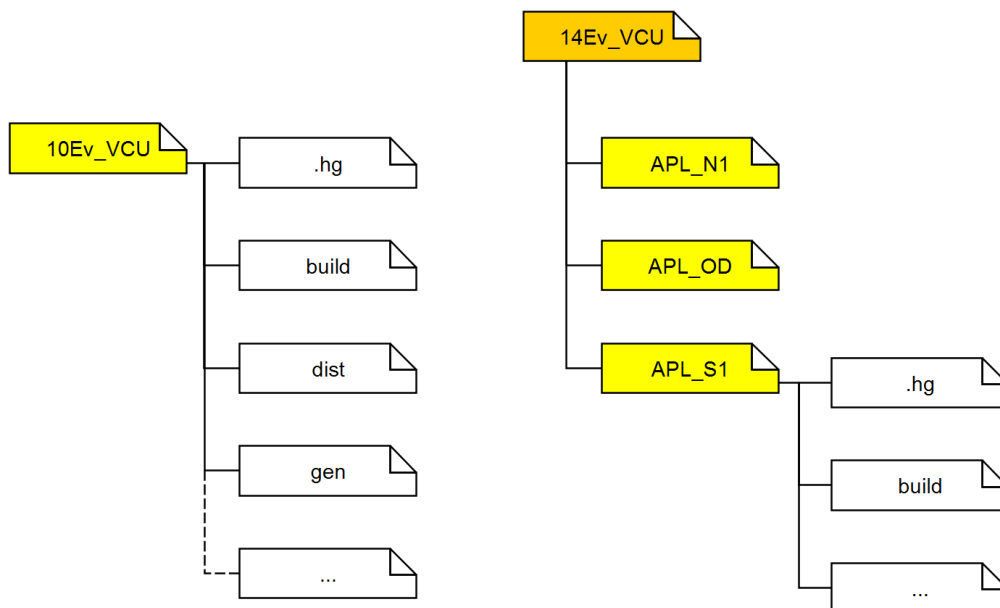 10Ev_VCU
.hg
build
dist
gen
...
14Ev_VCU
APL_N1
APL_OD
APL_S1
.hg
build
...